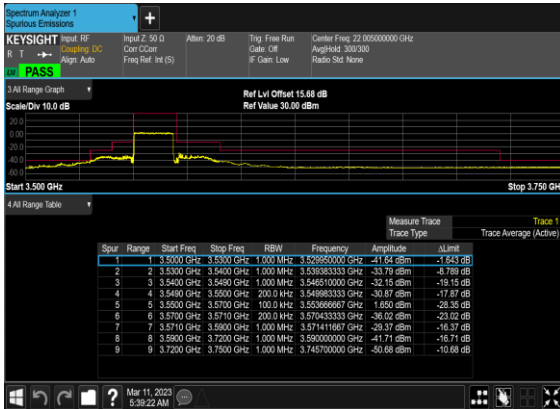 Spectrum Analyzer 1
Spurious Emissions
KEYSIGHT Input: RF Input Z: 50 Ω Atten: 20 dB Trig: Free Run Center Freq: 22.005000000 GHz
R T Coupling: DC Corr CCorr Gate: Off Avg|Hold: 300/300
Align: Auto Freq Ref: Int (S) IF Gain: Low Radio Std: None
PASS
3 All Range Graph
Ref Lvl Offset 15.68 dB
Scale/Div 10.0 dB Ref Value 30.00 dBm
20.0
0.00
-20.0
-40.0
Start 3.500 GHz Stop 3.750 GHz
4 All Range Table
Measure Trace Trace 1
Trace Type Trace Average (Active)
Spur Range Start Freq Stop Freq RBW Frequency Amplitude ΔLimit
1 1 3.5000 GHz 3.5300 GHz 1.000 MHz 3.529950000 GHz -41.64 dBm -1.643 dB
2 2 3.5300 GHz 3.5400 GHz 1.000 MHz 3.539383333 GHz -33.79 dBm -8.789 dB
3 3 3.5400 GHz 3.5490 GHz 1.000 MHz 3.546510000 GHz -32.15 dBm -19.15 dB
4 4 3.5490 GHz 3.5500 GHz 200.0 kHz 3.549983333 GHz -30.87 dBm -17.87 dB
5 5 3.5500 GHz 3.5700 GHz 100.0 kHz 3.553666667 GHz 1.650 dBm -28.35 dB
6 6 3.5700 GHz 3.5710 GHz 200.0 kHz 3.570433333 GHz -36.02 dBm -23.02 dB
7 7 3.5710 GHz 3.5900 GHz 1.000 MHz 3.571411667 GHz -29.37 dBm -16.37 dB
8 8 3.5900 GHz 3.7200 GHz 1.000 MHz 3.590000000 GHz -41.71 dBm -16.71 dB
9 9 3.7200 GHz 3.7500 GHz 1.000 MHz 3.745700000 GHz -50.68 dBm -10.68 dB
Mar 11, 2023
5:39:22 AM